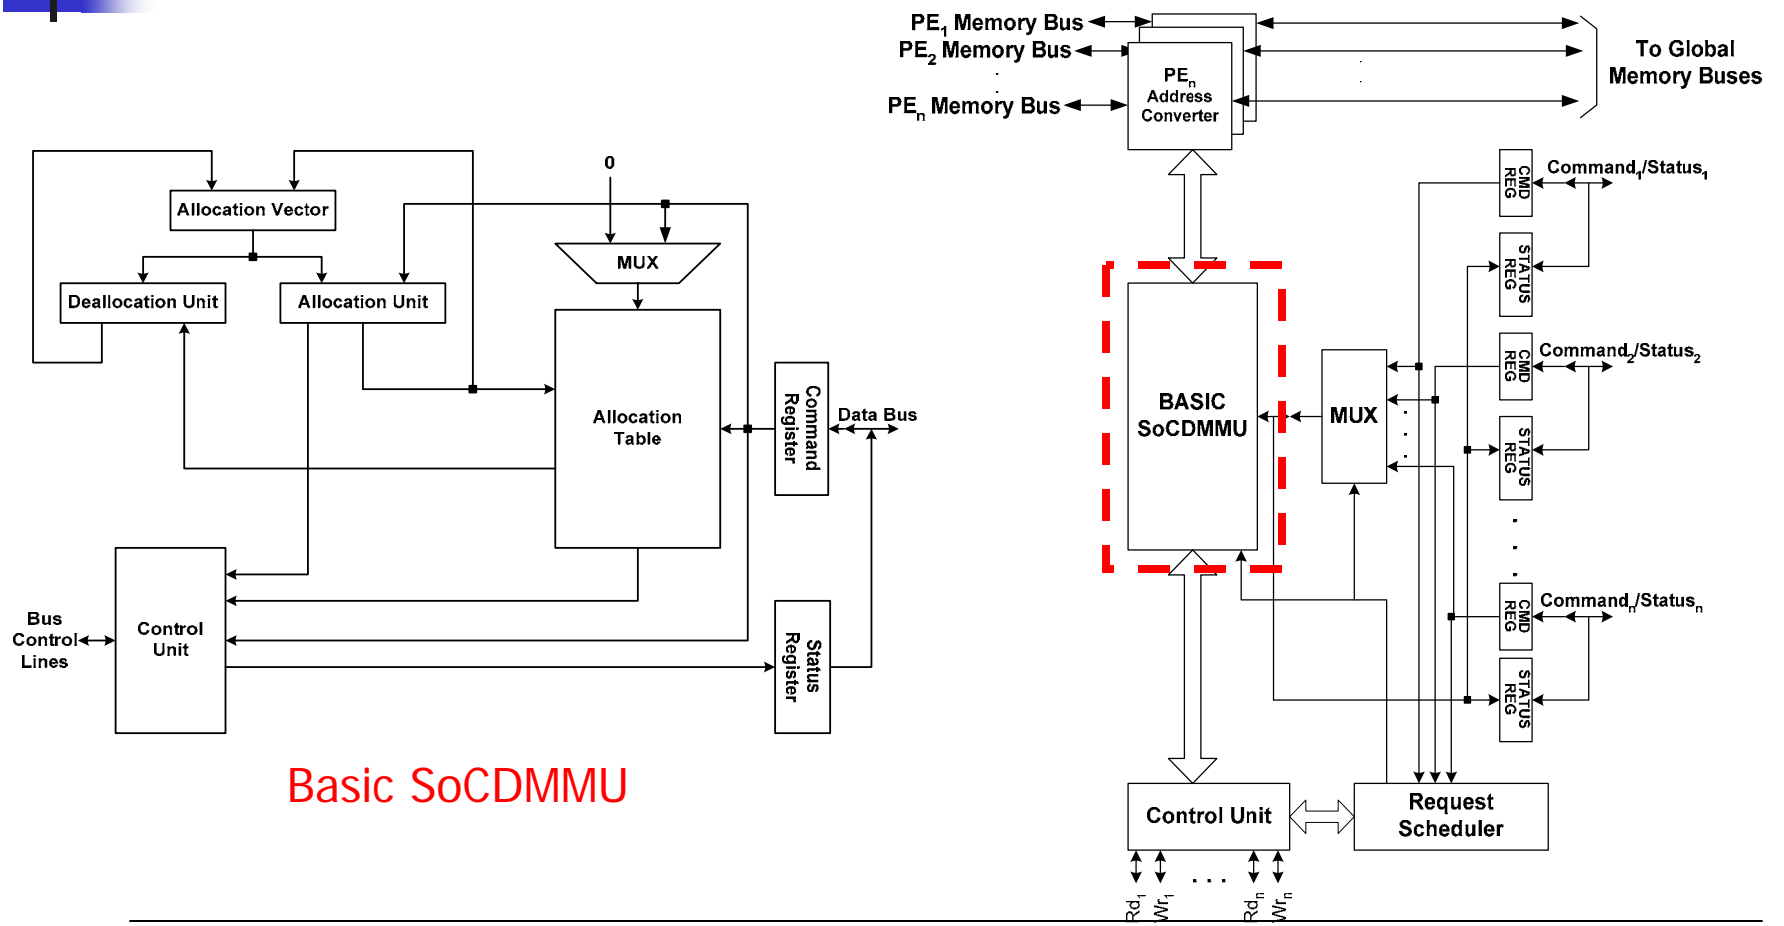 0
Allocation Vector
MUX
Deallocation Unit
Allocation Unit
Allocation
Table
Command
Register
Data Bus
Bus
Control
Lines
Control
Unit
Status
Register
Basic SoCDMMU
PE1 Memory Bus
PE2 Memory Bus
.
.
PEn Memory Bus
PEn
Address
Converter
To Global
Memory Buses
CMD
REG
Command1/Status1
STATUS
REG
CMD
REG
Command2/Status2
STATUS
REG
BASIC
SoCDMMU
MUX
. . .
CMD
REG
Commandn/Statusn
STATUS
REG
Control Unit
Request
Scheduler
Rd1
Wr1
. . .
Rdn
Wrn